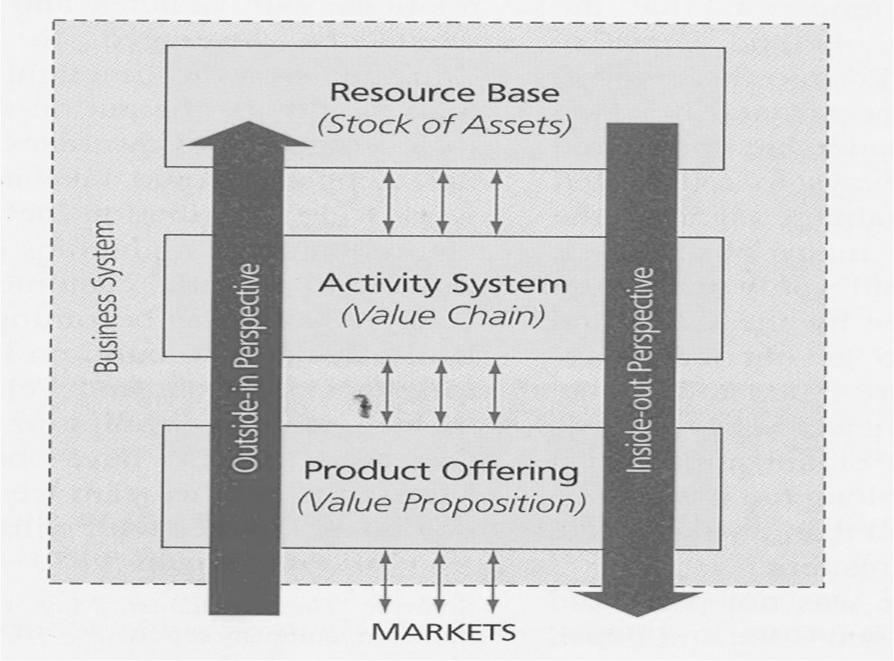 Resource Base
(Stock of Assets)
Business System
Outside-in Perspective
Activity System
(Value Chain)
Inside-out Perspective
Product Offering
(Value Proposition)
MARKETS